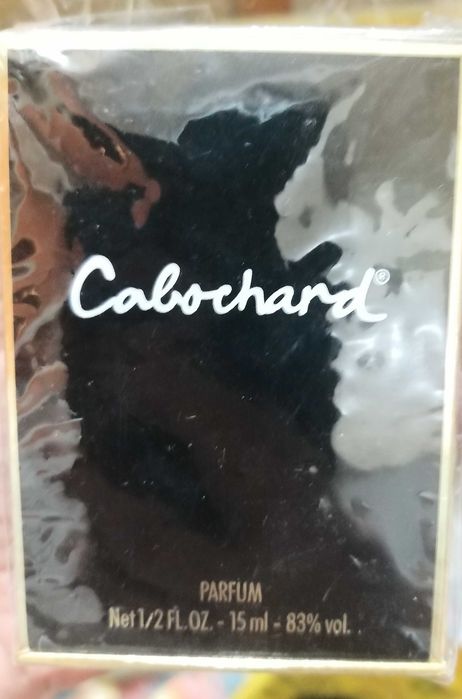 Cabochard®
PARFUM
Net 1/2 FL.OZ. - 15 ml - 83% vol.